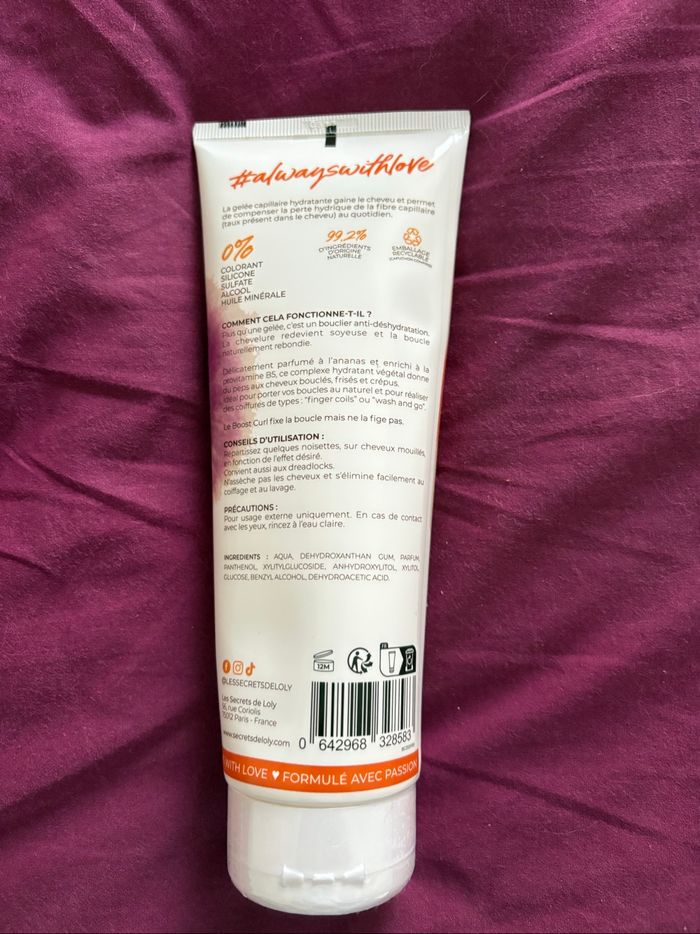 #alwayswithlove
La gelée capillaire hydratante gaine le cheveu et permet
de compenser la perte hydrique de la fibre capillaire
(taux présent dans le cheveu) au quotidien.
0%
COLORANT
SILICONE
SULFATE
ALCOOL
HUILE MINÉRALE
99,2%
D'INGRÉDIENTS
D'ORIGINE
NATURELLE
EMBALLAGE
RECYCLABLE
COMMENT CELA FONCTIONNE-T-IL ?
Plus qu'une gelée, c'est un bouclier anti-déshydratation.
La chevelure redevient soyeuse et la boucle
naturellement rebondie.
Délicatement parfumé à l'ananas et enrichi à la
provitamine B5, ce complexe hydratant végétal donne
du peps aux cheveux bouclés, frisés et crépus.
Idéal pour porter vos boucles au naturel et pour réaliser
des coiffures de types : "finger coils" ou "wash and go".
Le Boost Curl fixe la boucle mais ne la fige pas.
CONSEILS D'UTILISATION :
Répartissez quelques noisettes, sur cheveux mouillés,
en fonction de l'effet désiré.
Convient aussi aux dreadlocks.
N'assèche pas les cheveux et s'élimine facilement au
coiffage et au lavage.
PRÉCAUTIONS :
Pour usage externe uniquement. En cas de contact
avec les yeux, rincez à l'eau claire.
INGREDIENTS : AQUA, DEHYDROXANTHAN GUM, PARFUM,
PANTHENOL, XYLITYLGLUCOSIDE, ANHYDROXYLITOL, XYLITOL,
GLUCOSE, BENZYL ALCOHOL, DEHYDROACETIC ACID.
12M
@LESSECRETSDELOLY
Les Secrets de Loly
56, rue Coriolis
75012 Paris - France
www.secretsdeloly.com
0 642968 328583
WITH LOVE ♥ FORMULÉ AVEC PASSION